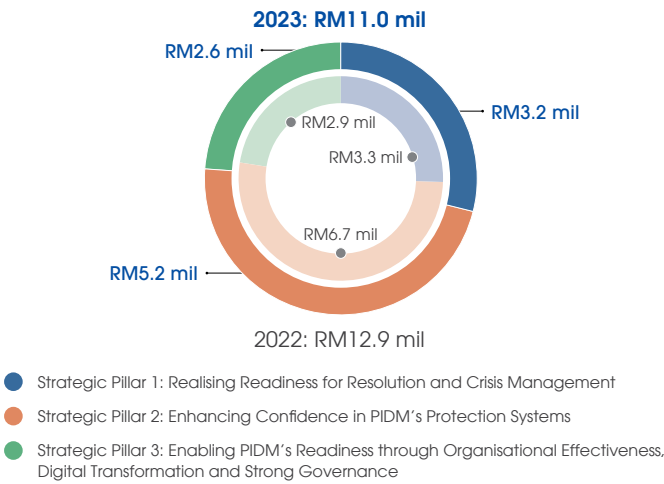 2023: RM11.0 mil
RM2.6 mil
RM3.2 mil
RM2.9 mil
RM3.3 mil
RM6.7 mil
RM5.2 mil
2022: RM12.9 mil
Strategic Pillar 1: Realising Readiness for Resolution and Crisis Management
Strategic Pillar 2: Enhancing Confidence in PIDM's Protection Systems
Strategic Pillar 3: Enabling PIDM's Readiness through Organisational Effectiveness,
Digital Transformation and Strong Governance